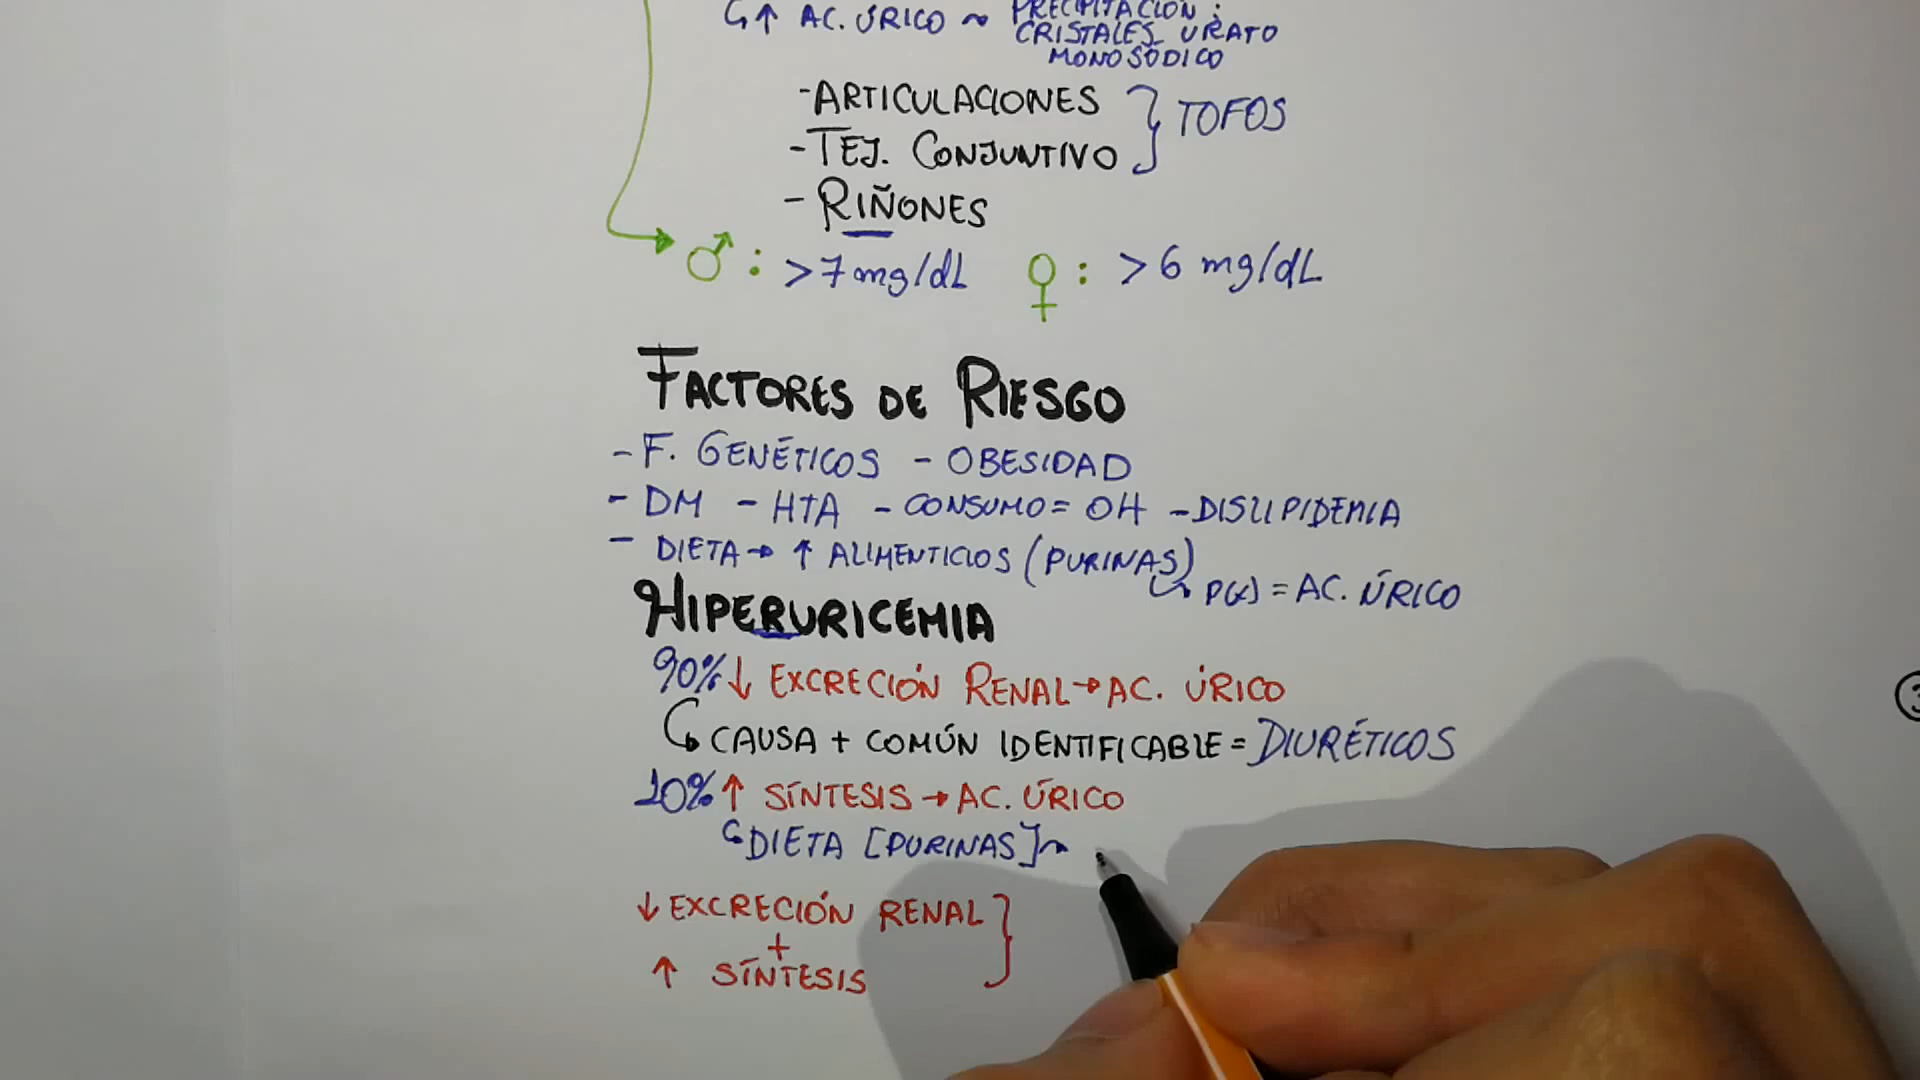 ↳↑ AC. ÚRICO ~ PRECIPITACIÓN :
CRISTALES URATO
MONOSÓDICO
- ARTICULACIONES } TOFOS
- TEJ. CONJUNTIVO
- RIÑONES
♂ : >7 mg/dL ♀ : >6 mg/dL
FACTORES DE RIESGO
- F. GENÉTICOS - OBESIDAD
- DM - HTA - CONSUMO = OH - DISLIPIDEMIA
- DIETA → ↑ ALIMENTICIOS (PURINAS)
↳ P(x) = AC. ÚRICO
HIPERURICEMIA
90% ↓ EXCRECIÓN RENAL → AC. ÚRICO
↳ CAUSA + COMÚN IDENTIFICABLE = DIURÉTICOS
10% ↑ SÍNTESIS → AC. ÚRICO
↳ DIETA [PURINAS] ~
↓ EXCRECIÓN RENAL }
+
↑ SÍNTESIS